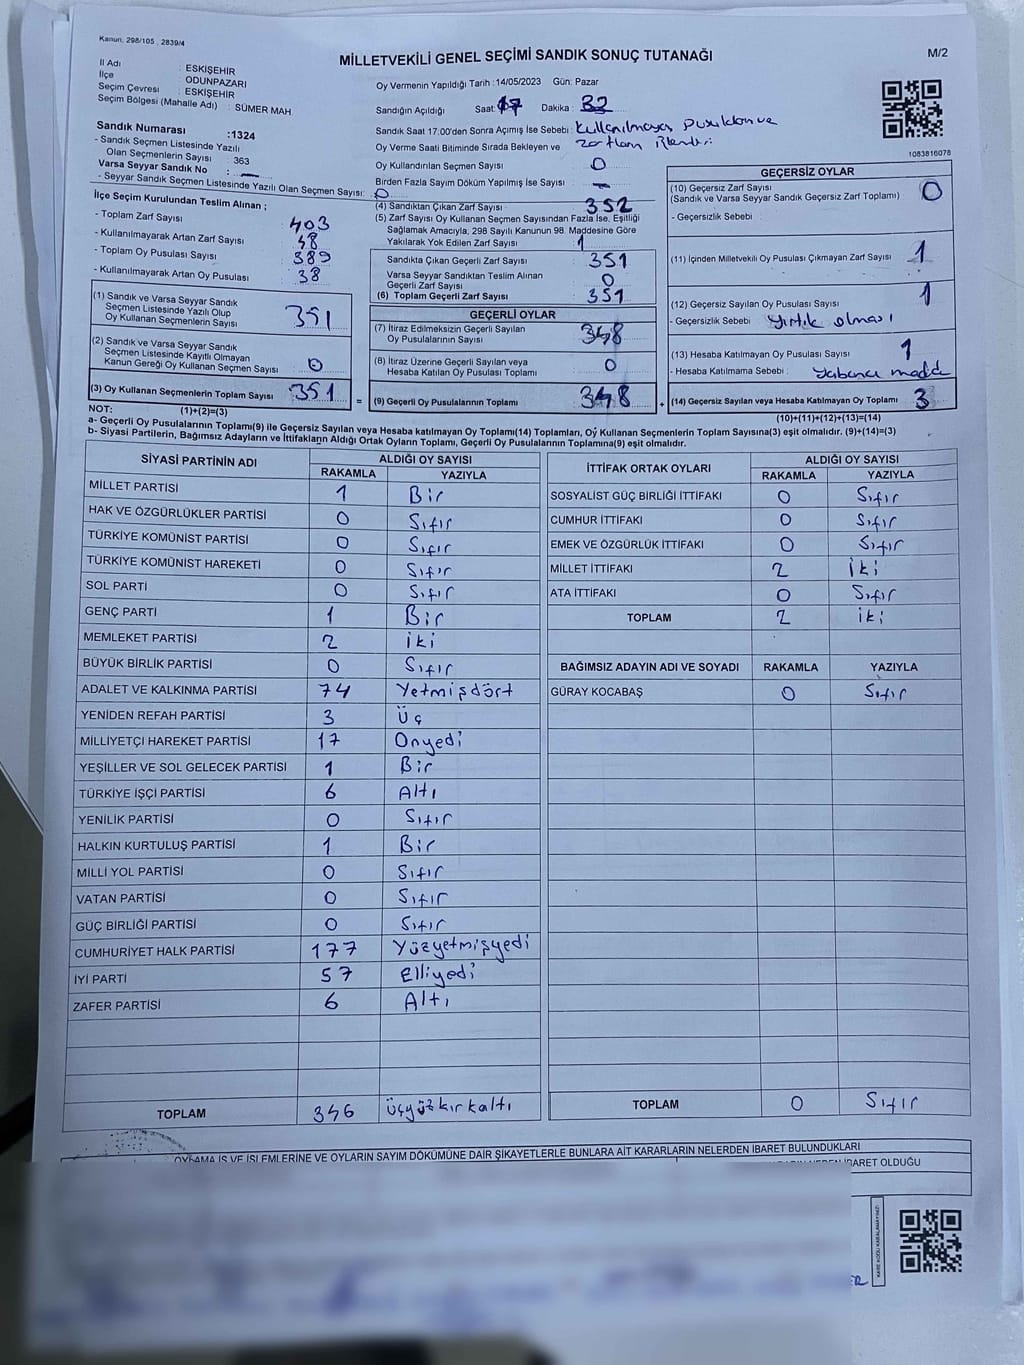 Kanun, 298/105 , 2839/4
MİLLETVEKİLİ GENEL SEÇİMİ SANDIK SONUÇ TUTANAĞI
M/2
İl Adı : ESKİŞEHİR
İlçe : ODUNPAZARI
Seçim Çevresi : ESKİŞEHİR
Seçim Bölgesi (Mahalle Adı) : SÜMER MAH
Sandık Numarası :1324
- Sandık Seçmen Listesinde Yazılı
Olan Seçmenlerin Sayısı : 363
Varsa Seyyar Sandık No :
- Seyyar Sandık Seçmen Listesinde Yazılı Olan Seçmen Sayısı: 0
Oy Vermenin Yapıldığı Tarih :14/05/2023 Gün: Pazar
Sandığın Açıldığı Saat: 17 Dakika : 32
Sandık Saat 17.00'den Sonra Açımış İse Sebebi : Kullanılmayan pusulaların ve
Oy Verme Saati Bitiminde Sırada Bekleyen ve zarfların işlemleri
Oy Kullandırılan Seçmen Sayısı 0
Birden Fazla Sayım Döküm Yapılmış İse Sayısı : —
1083816078
İlçe Seçim Kurulundan Teslim Alınan ;
- Toplam Zarf Sayısı : 403
- Kullanılmayarak Artan Zarf Sayısı : 48
- Toplam Oy Pusulası Sayısı : 389
- Kullanılmayarak Artan Oy Pusulası : 38
(1) Sandık ve Varsa Seyyar Sandık
Seçmen Listesinde Yazılı Olup
Oy Kullanan Seçmenlerin Sayısı : 351
(2) Sandık ve Varsa Seyyar Sandık
Seçmen Listesinde Kayıtlı Olmayan
Kanun Gereği Oy Kullanan Seçmen Sayısı : 0
(3) Oy Kullanan Seçmenlerin Toplam Sayısı : 351
(1)+(2)=(3)
(4) Sandıktan Çıkan Zarf Sayısı : 352
(5) Zarf Sayısı Oy Kullanan Seçmen Sayısından Fazla İse, Eşitliği
Sağlamak Amacıyla, 298 Sayılı Kanunun 98. Maddesine Göre
Yakılarak Yok Edilen Zarf Sayısı : 1
Sandıkta Çıkan Geçerli Zarf Sayısı : 351
Varsa Seyyar Sandıktan Teslim Alınan
Geçerli Zarf Sayısı : 0
(6) Toplam Geçerli Zarf Sayısı : 351
GEÇERLİ OYLAR
(7) İtiraz Edilmeksizin Geçerli Sayılan
Oy Pusulalarının Sayısı : 348
(8) İtiraz Üzerine Geçerli Sayılan veya
Hesaba Katılan Oy Pusulası Toplamı : 0
= (9) Geçerli Oy Pusulalarının Toplamı : 348
GEÇERSİZ OYLAR
(10) Geçersiz Zarf Sayısı
(Sandık ve Varsa Seyyar Sandık Geçersiz Zarf Toplamı) : 0
- Geçersizlik Sebebi :
(11) İçinden Milletvekili Oy Pusulası Çıkmayan Zarf Sayısı : 1
(12) Geçersiz Sayılan Oy Pusulası Sayısı : 1
- Geçersizlik Sebebi : Yırtık olması
(13) Hesaba Katılmayan Oy Pusulası Sayısı : 1
- Hesaba Katılmama Sebebi : Yabancı madde
+ (14) Geçersiz Sayılan veya Hesaba Katılmayan Oy Toplamı : 3
(10)+(11)+(12)+(13)=(14)
NOT:
a- Geçerli Oy Pusulalarının Toplamı(9) ile Geçersiz Sayılan veya Hesaba Katılmayan Oy Toplamı(14) Toplamları, Oy Kullanan Seçmenlerin Toplam Sayısına(3) eşit olmalıdır. (9)+(14)=(3)
b- Siyasi Partilerin, Bağımsız Adayların ve İttifakların Aldığı Ortak Oyların Toplamı, Geçerli Oy Pusulalarının Toplamına(9) eşit olmalıdır.
SİYASİ PARTİNİN ADI ALDIĞI OY SAYISI
RAKAMLA YAZIYLA
MİLLET PARTİSİ 1 Bir
HAK VE ÖZGÜRLÜKLER PARTİSİ 0 Sıfır
TÜRKİYE KOMÜNİST PARTİSİ 0 Sıfır
TÜRKİYE KOMÜNİST HAREKETİ 0 Sıfır
SOL PARTİ 0 Sıfır
GENÇ PARTİ 1 Bir
MEMLEKET PARTİSİ 2 İki
BÜYÜK BİRLİK PARTİSİ 0 Sıfır
ADALET VE KALKINMA PARTİSİ 74 Yetmişdört
YENİDEN REFAH PARTİSİ 3 Üç
MİLLİYETÇİ HAREKET PARTİSİ 17 Onyedi
YEŞİLLER VE SOL GELECEK PARTİSİ 1 Bir
TÜRKİYE İŞÇİ PARTİSİ 6 Altı
YENİLİK PARTİSİ 0 Sıfır
HALKIN KURTULUŞ PARTİSİ 1 Bir
MİLLİ YOL PARTİSİ 0 Sıfır
VATAN PARTİSİ 0 Sıfır
GÜÇ BİRLİĞİ PARTİSİ 0 Sıfır
CUMHURİYET HALK PARTİSİ 177 Yüzyetmişyedi
İYİ PARTİ 57 Elliyedi
ZAFER PARTİSİ 6 Altı
TOPLAM 346 Üçyüzkırkaltı
İTTİFAK ORTAK OYLARI ALDIĞI OY SAYISI
RAKAMLA YAZIYLA
SOSYALİST GÜÇ BİRLİĞİ İTTİFAKI 0 Sıfır
CUMHUR İTTİFAKI 0 Sıfır
EMEK VE ÖZGÜRLÜK İTTİFAKI 0 Sıfır
MİLLET İTTİFAKI 2 İki
ATA İTTİFAKI 0 Sıfır
TOPLAM 2 İki
BAĞIMSIZ ADAYIN ADI VE SOYADI RAKAMLA YAZIYLA
GÜRAY KOCABAŞ 0 Sıfır
TOPLAM 0 Sıfır
OYLAMA İŞ VE İŞLEMLERİNE VE OYLARIN SAYIM DÖKÜMÜNE DAİR ŞİKAYETLERLE BUNLARA AİT KARARLARIN NELERDEN İBARET BULUNDUKLARI
İBARET OLDUĞU
KARE KODU KARALAMAYINIZ!